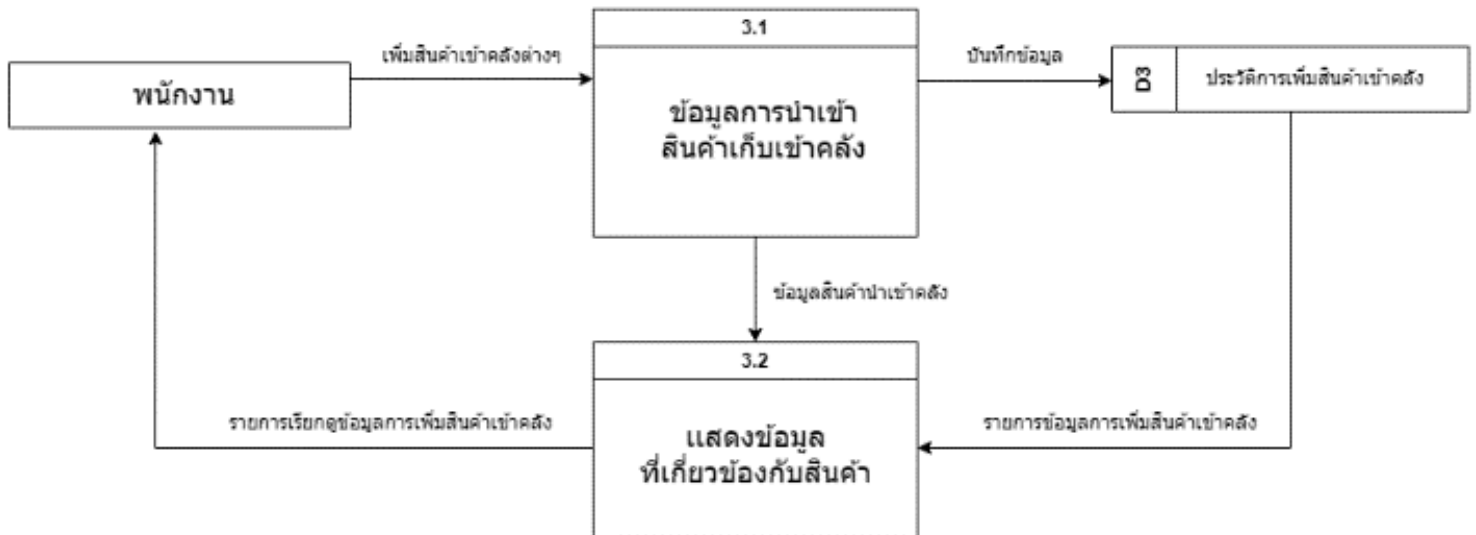 3.1
เพิ่มสินค้าเข้าคลังต่างๆ
บันทึกข้อมูล
พนักงาน
D3
ประวัติการเพิ่มสินค้าเข้าคลัง
ข้อมูลการนำเข้า
สินค้าเก็บเข้าคลัง
ข้อมูลสินค้านำเข้าคลัง
3.2
รายการเรียกดูข้อมูลการเพิ่มสินค้าเข้าคลัง
รายการข้อมูลการเพิ่มสินค้าเข้าคลัง
แสดงข้อมูล
ที่เกี่ยวข้องกับสินค้า